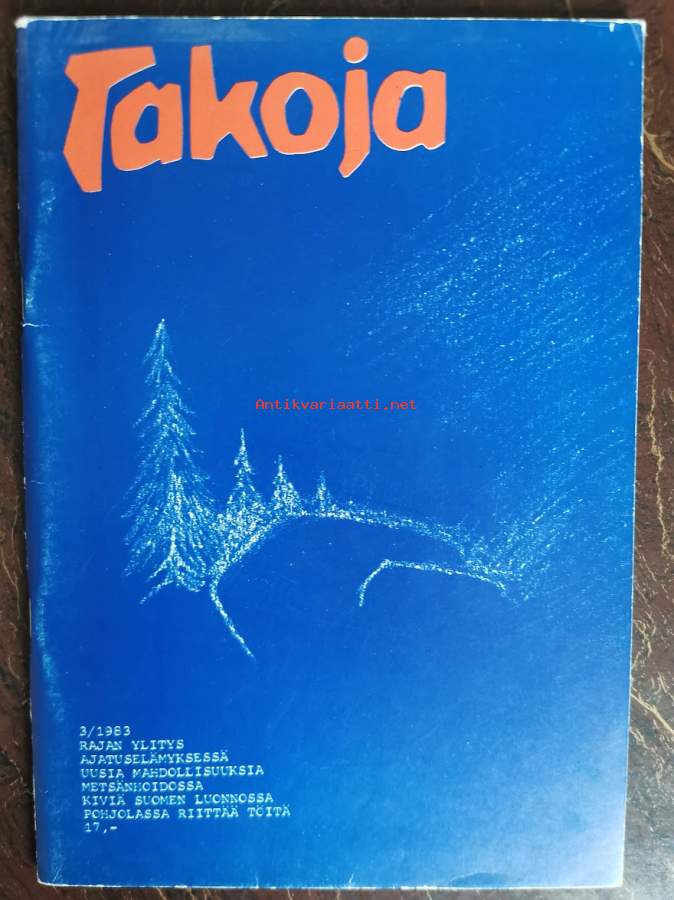 Takoja
Antikvariaatti.net
3/1983
RAJAN YLITYS
AJATUSELÄMYKSESSÄ
UUSIA MAHDOLLISUUKSIA
METSÄNHOIDOSSA
KIVIÄ SUOMEN LUONNOSSA
POHJOLASSA RIITTÄÄ TÖITÄ
17,-